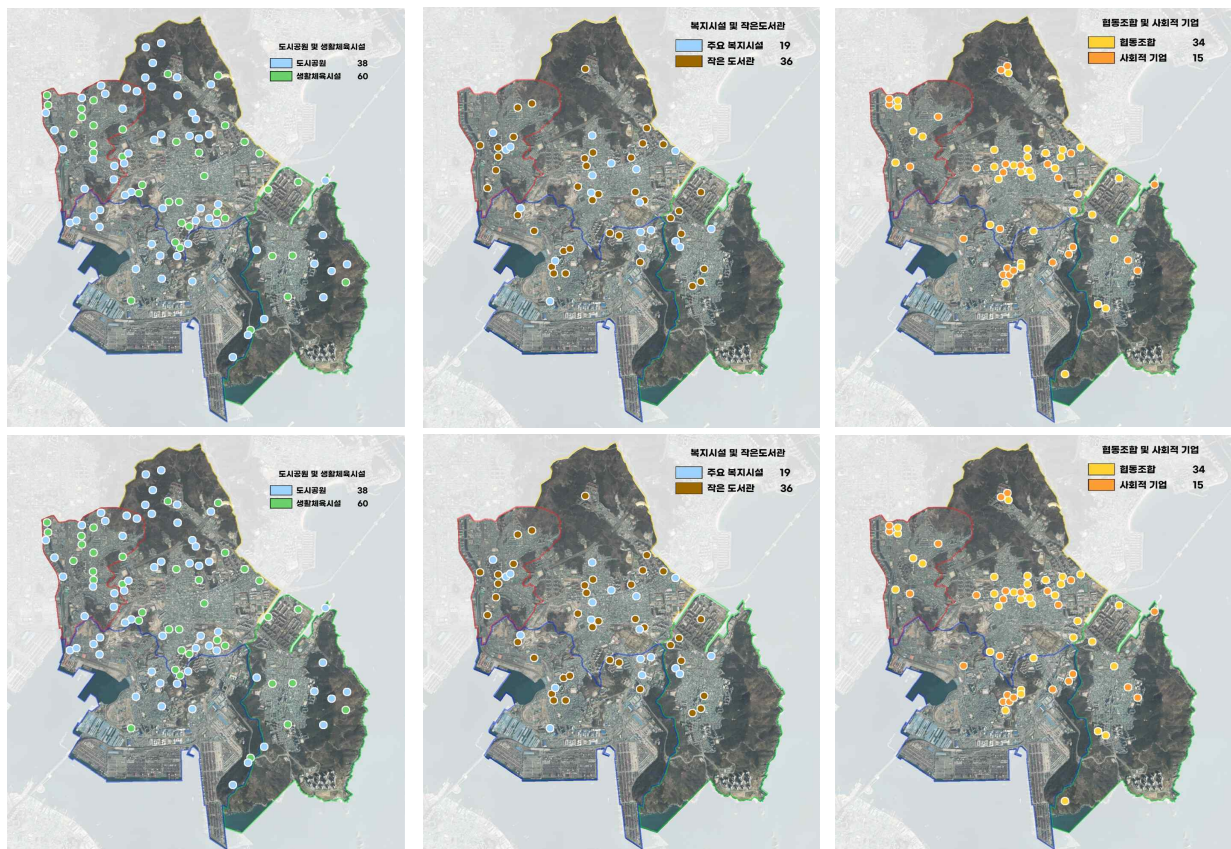 도시공원 및 생활체육시설
도시공원 38
생활체육시설 60
복지시설 및 작은도서관
주요 복지시설 19
작은 도서관 36
협동조합 및 사회적 기업
협동조합 34
사회적 기업 15
도시공원 및 생활체육시설
도시공원 38
생활체육시설 60
복지시설 및 작은도서관
주요 복지시설 19
작은 도서관 36
협동조합 및 사회적 기업
협동조합 34
사회적 기업 15